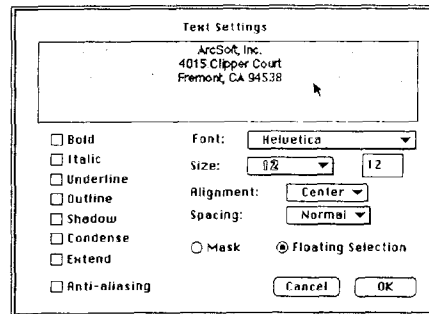 Text Settings
ArcSoft, Inc.
4015 Clipper Court
Fremont, CA 94538
Bold
Italic
Underline
Outline
Shadow
Condense
Extend
Anti-aliasing
Font: Helvetica
Size: 12 12
Alignment: Center
Spacing: Normal
Mask Floating Selection
Cancel OK